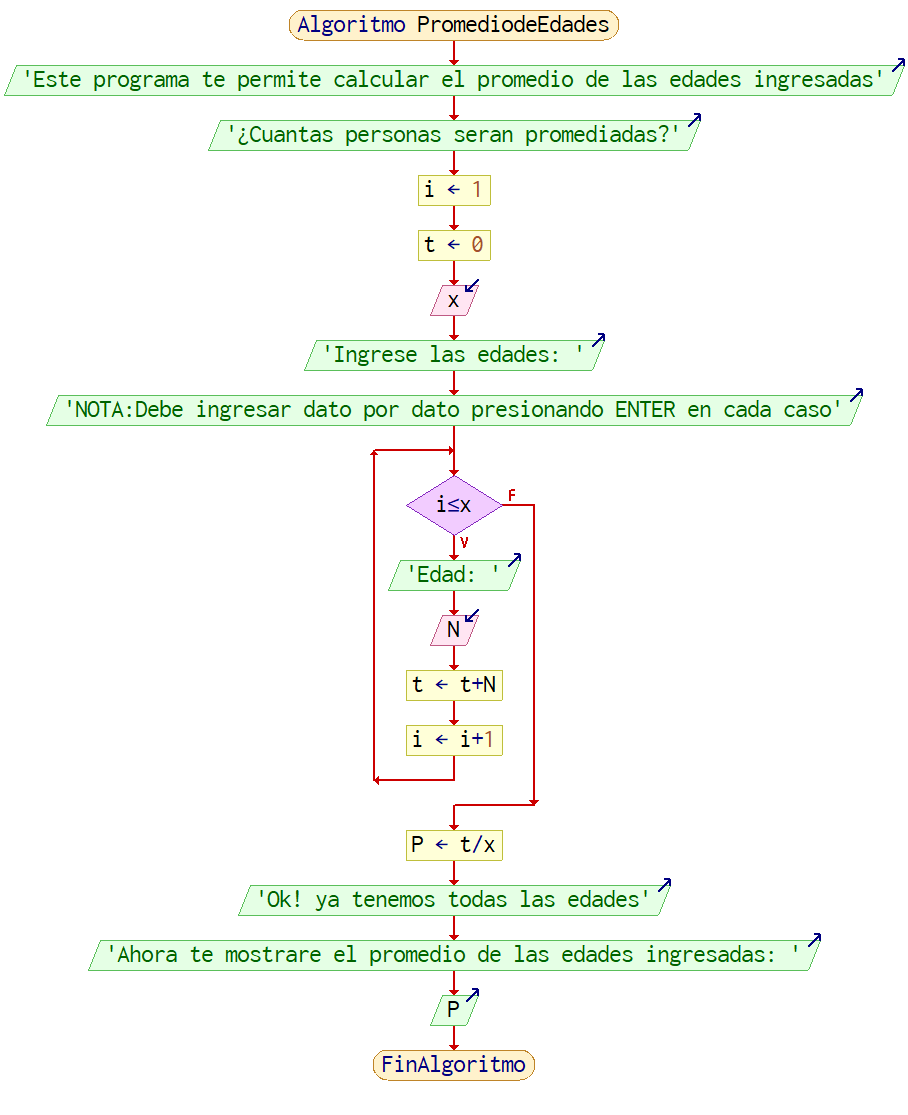 Algoritmo PromediodeEdades
'Este programa te permite calcular el promedio de las edades ingresadas'
'¿Cuantas personas seran promediadas?'
i ← 1
t ← 0
x
'Ingrese las edades: '
'NOTA:Debe ingresar dato por dato presionando ENTER en cada caso'
i≤x
F
V
'Edad: '
N
t ← t+N
i ← i+1
P ← t/x
'Ok! ya tenemos todas las edades'
'Ahora te mostrare el promedio de las edades ingresadas: '
P
FinAlgoritmo